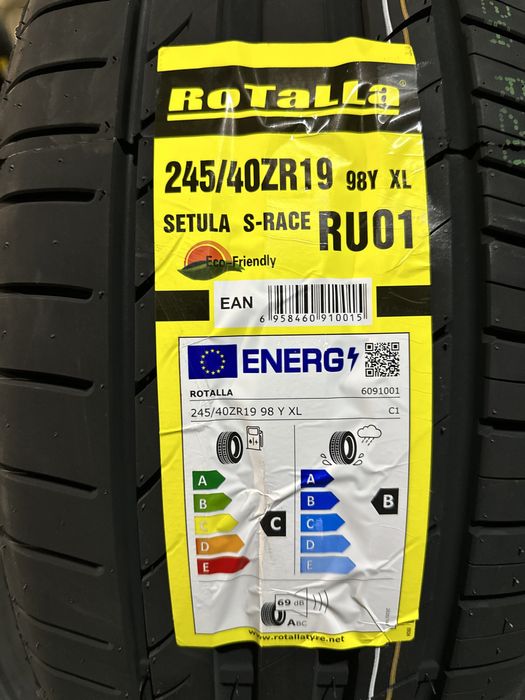 RoTaLLa
245/40ZR19 98Y XL
SETULA S-RACE RU01
Eco-Friendly
EAN
6 958460 910015
ENERG
ROTALLA 6091001
245/40ZR19 98 Y XL C1
A A
B B B
C C C
D D
E E
69 dB
ABC
www.rotallatyre.net